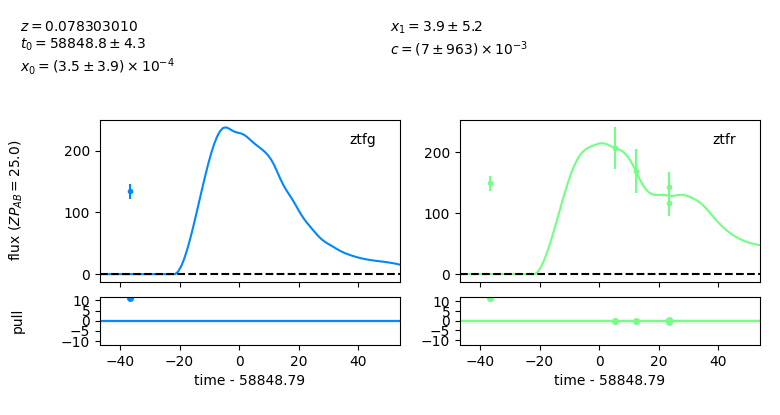 z = 0.078303010
t₀ = 58848.8 ± 4.3
x₀ = (3.5 ± 3.9) × 10⁻⁴
x₁ = 3.9 ± 5.2
c = (7 ± 963) × 10⁻³
flux (ZP_AB = 25.0)
200
100
0
ztfg
200
100
0
ztfr
pull
10
5
0
−5
−10
−40 −20 0 20 40
time - 58848.79
10
5
0
−5
−10
−40 −20 0 20 40
time - 58848.79